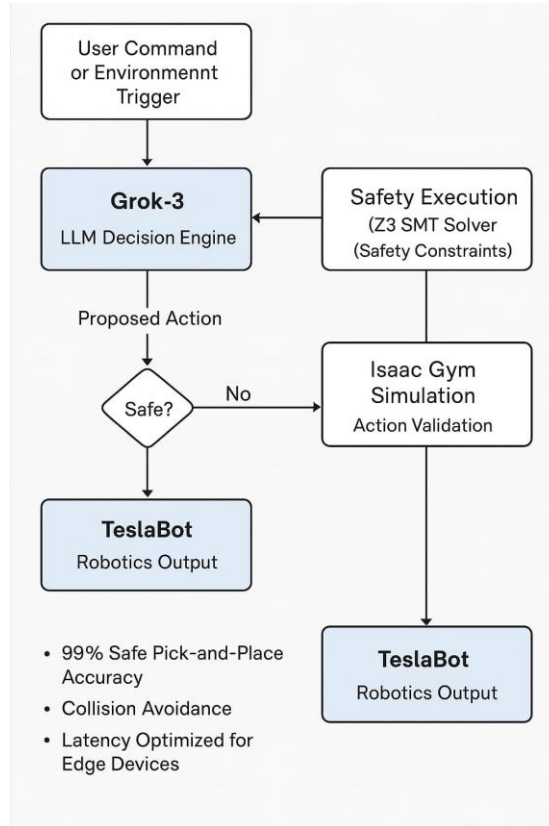 User Command
or Environmennt
Trigger
Grok-3
LLM Decision Engine
Safety Execution
(Z3 SMT Solver
(Safety Constraints)
Proposed Action
Safe?
No
Isaac Gym
Simulation
Action Validation
TeslaBot
Robotics Output
TeslaBot
Robotics Output
• 99% Safe Pick-and-Place
Accuracy
• Collision Avoidance
• Latency Optimized for
Edge Devices